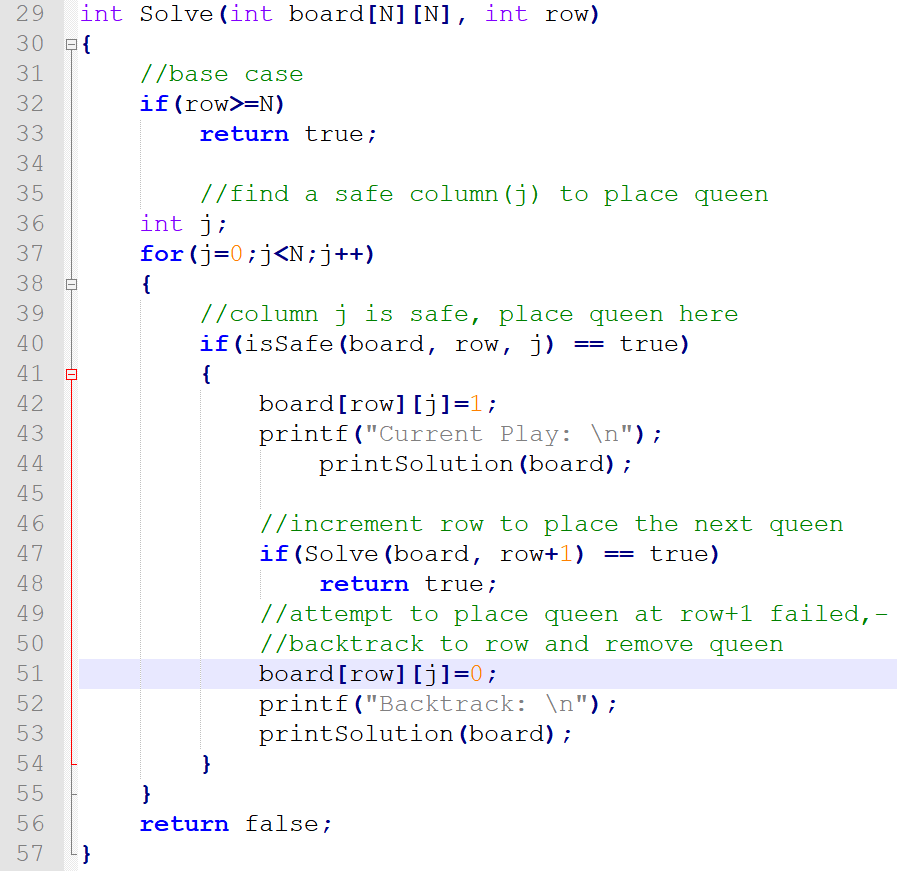 29 int Solve(int board[N][N], int row)
30 {
31     //base case
32     if(row>=N)
33         return true;
34
35         //find a safe column(j) to place queen
36     int j;
37     for(j=0;j<N;j++)
38     {
39         //column j is safe, place queen here
40         if(isSafe(board, row, j) == true)
41         {
42             board[row][j]=1;
43             printf("Current Play: \n");
44                 printSolution(board);
45
46             //increment row to place the next queen
47             if(Solve(board, row+1) == true)
48                 return true;
49             //attempt to place queen at row+1 failed,-
50             //backtrack to row and remove queen
51             board[row][j]=0;
52             printf("Backtrack: \n");
53             printSolution(board);
54         }
55     }
56     return false;
57 }